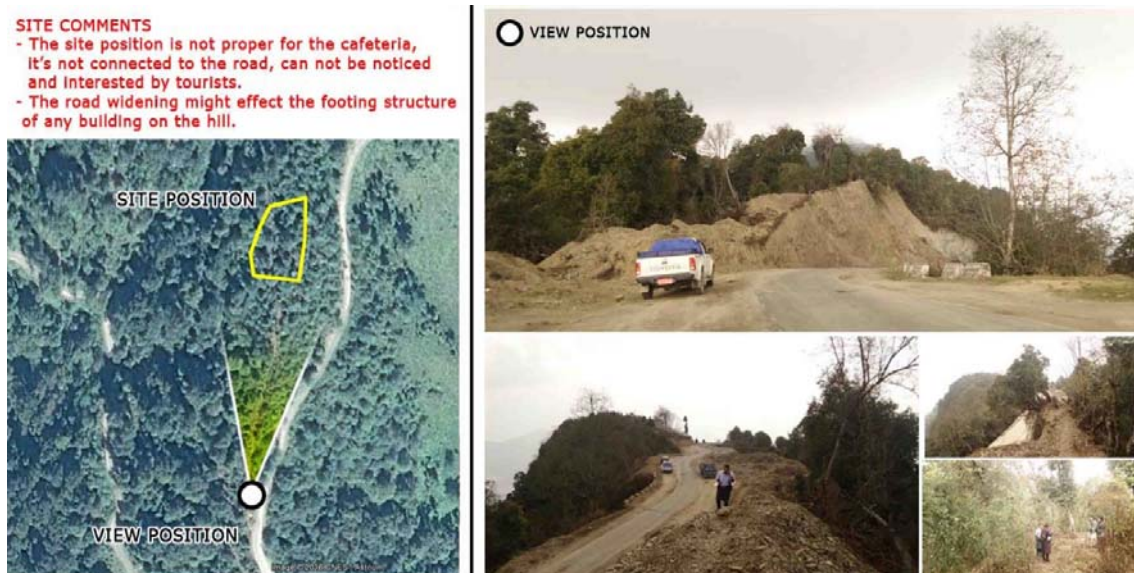 SITE COMMENTS
- The site position is not proper for the cafeteria,
it's not connected to the road, can not be noticed
and interested by tourists.
- The road widening might effect the footing structure
of any building on the hill.
SITE POSITION
VIEW POSITION
VIEW POSITION